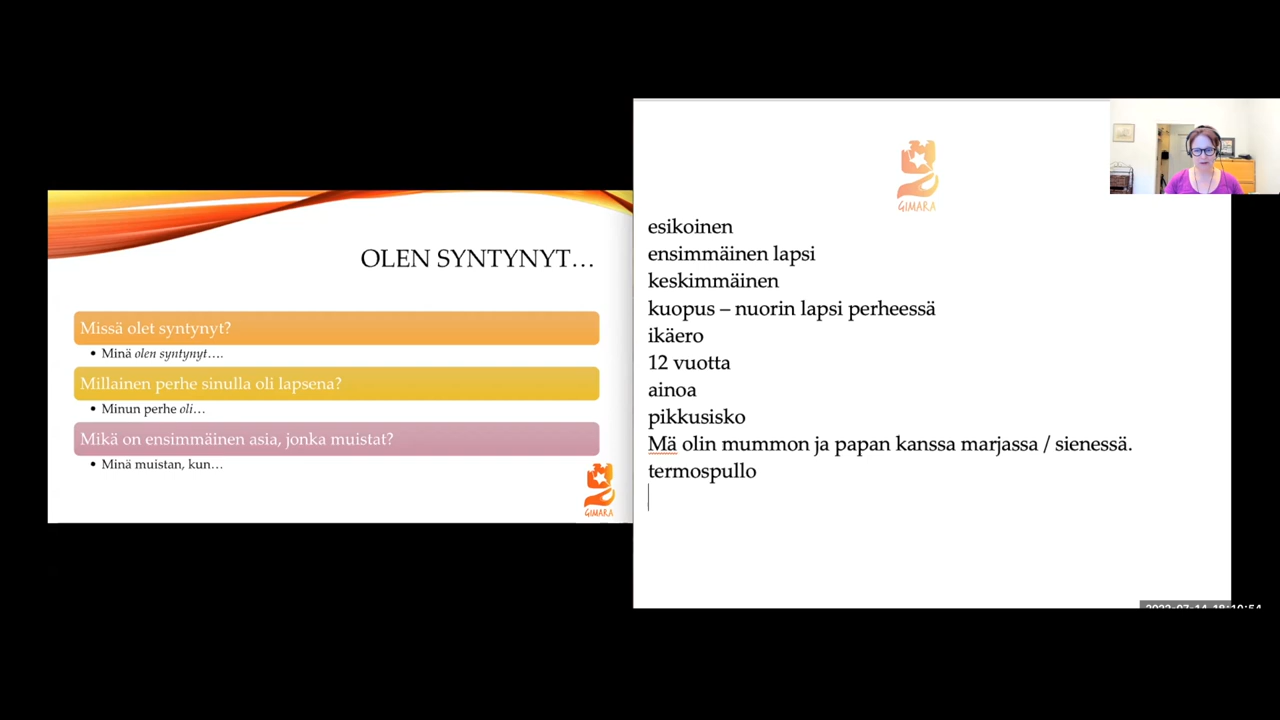 OLEN SYNTYNYT…
Missä olet syntynyt?
• Minä olen syntynyt….
Millainen perhe sinulla oli lapsena?
• Minun perhe oli…
Mikä on ensimmäinen asia, jonka muistat?
• Minä muistan, kun…
GIMARA
GIMARA
esikoinen
ensimmäinen lapsi
keskimmäinen
kuopus – nuorin lapsi perheessä
ikäero
12 vuotta
ainoa
pikkusisko
Mä olin mummon ja papan kanssa marjassa / sienessä.
termospullo